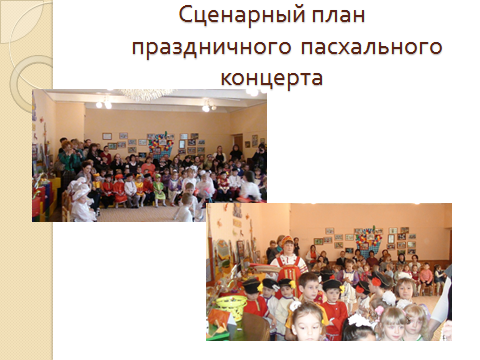 Сценарный план
праздничного пасхального
концерта